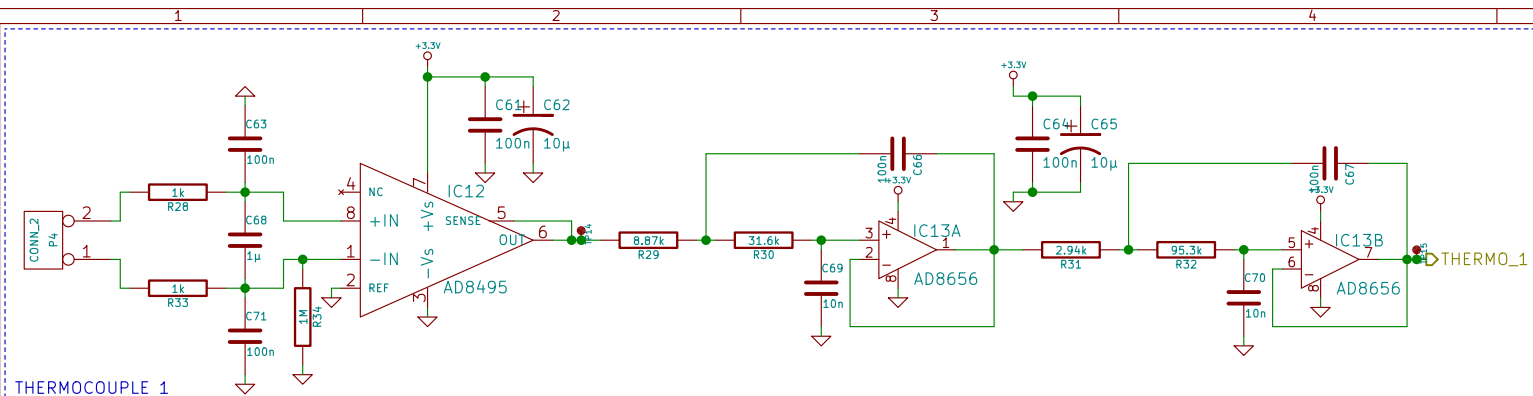 1 2 3 4
+3.3V
+3.3V
C63
100n
C61 C62
100n 10µ
C64 C65
100n 10µ
1k
R28
4 NC
7
+Vs
IC12
8 +IN
SENSE 5
OUT 6
1 -IN
2 REF
-Vs
3
AD8495
CONN_2
P4
2
1
C68
1µ
1k
R33
1M
R34
C71
100n
8.87k
R29
31.6k
R30
100n
C66
+3.3V
C69
10n
3
2
+
-
4
8
1
IC13A
AD8656
2.94k
R31
95.3k
R32
100n
C67
+3.3V
C70
10n
5
6
+
-
4
8
7
IC13B
AD8656
THERMO_1
THERMOCOUPLE 1